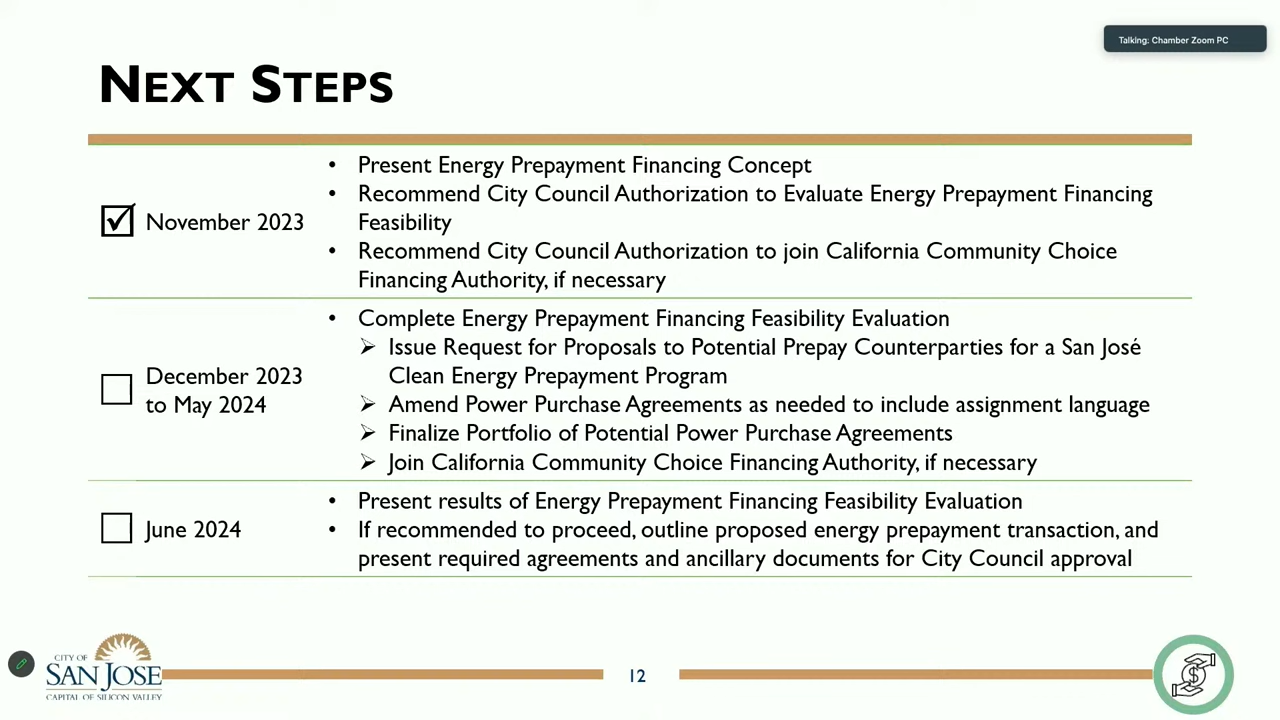 Talking: Chamber Zoom PC
NEXT STEPS
November 2023
• Present Energy Prepayment Financing Concept
• Recommend City Council Authorization to Evaluate Energy Prepayment Financing
Feasibility
• Recommend City Council Authorization to join California Community Choice
Financing Authority, if necessary
December 2023
to May 2024
• Complete Energy Prepayment Financing Feasibility Evaluation
➢ Issue Request for Proposals to Potential Prepay Counterparties for a San José
Clean Energy Prepayment Program
➢ Amend Power Purchase Agreements as needed to include assignment language
➢ Finalize Portfolio of Potential Power Purchase Agreements
➢ Join California Community Choice Financing Authority, if necessary
June 2024
• Present results of Energy Prepayment Financing Feasibility Evaluation
• If recommended to proceed, outline proposed energy prepayment transaction, and
present required agreements and ancillary documents for City Council approval
CITY OF
SAN JOSE
CAPITAL OF SILICON VALLEY
12
$